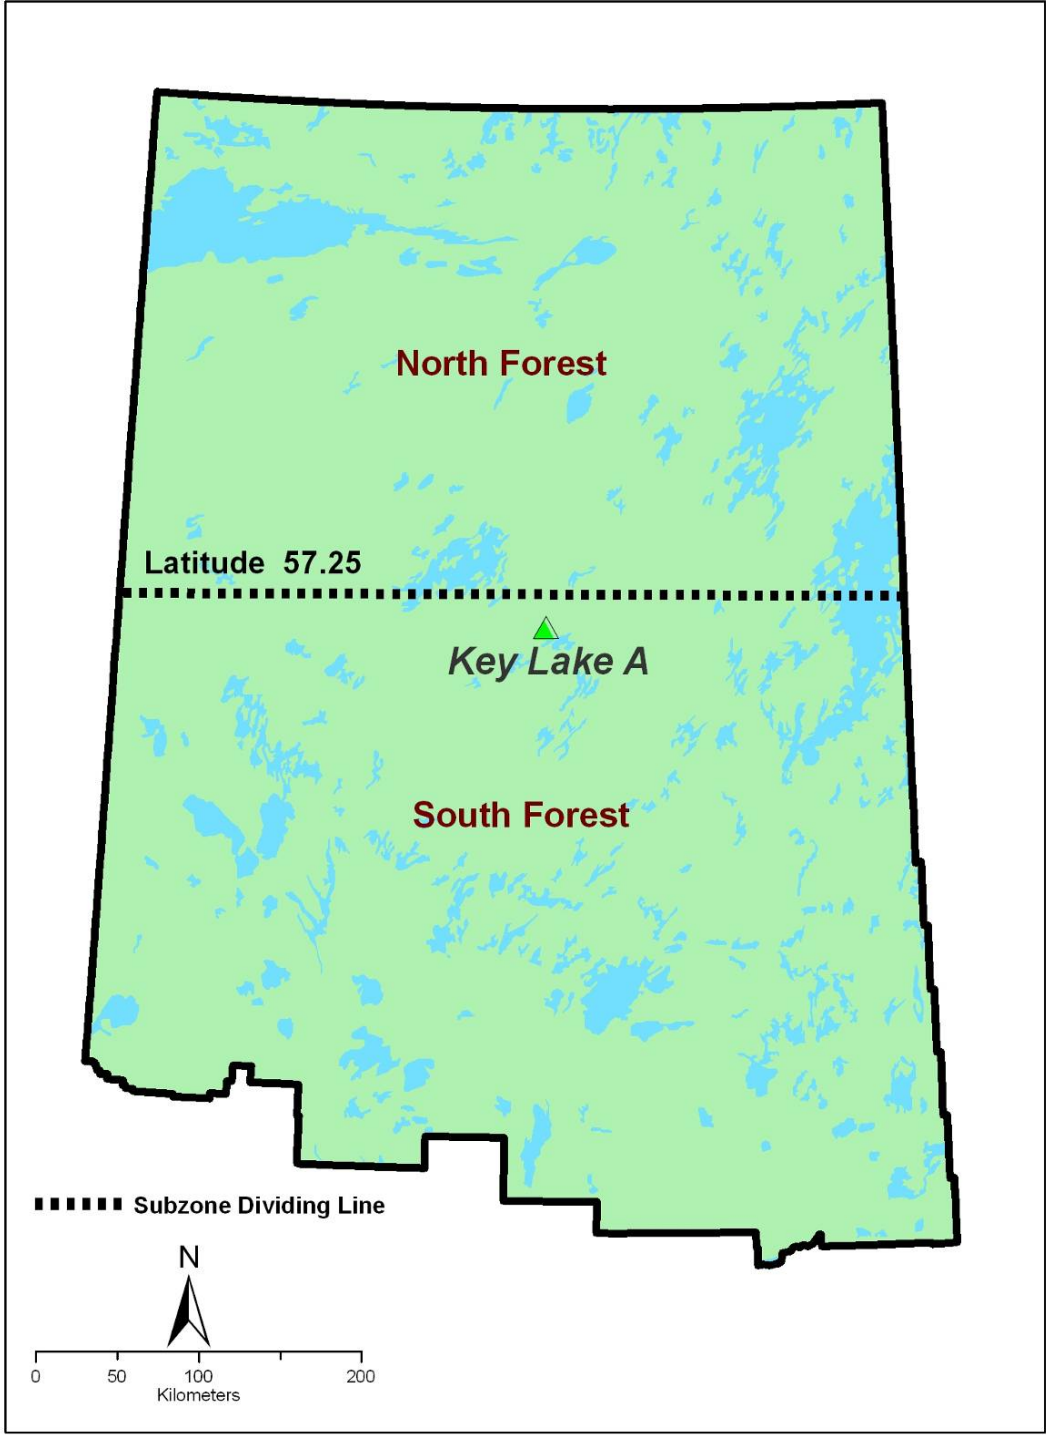 North Forest
Latitude 57.25
Key Lake A
South Forest
Subzone Dividing Line
N
0 50 100 200
Kilometers